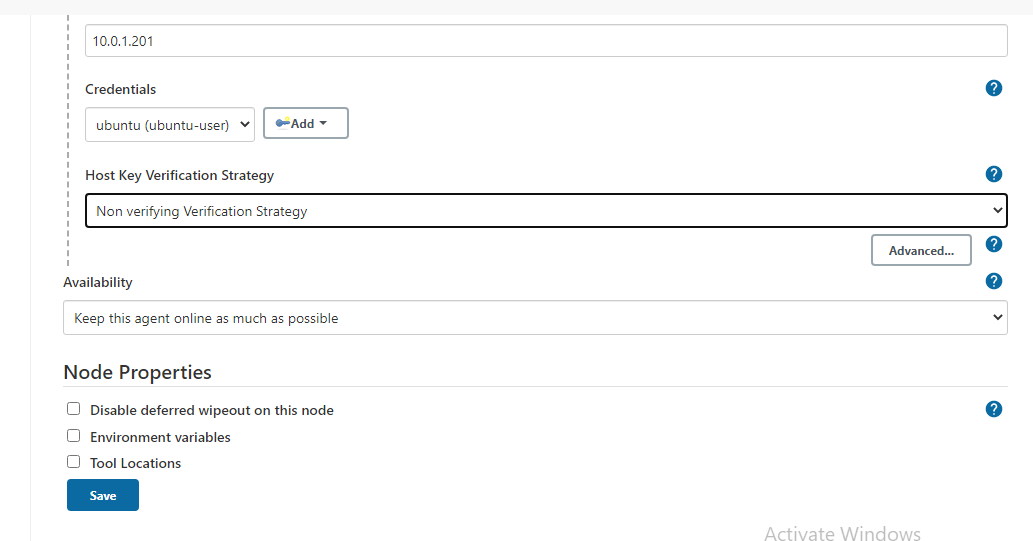 10.0.1.201
Credentials
ubuntu (ubuntu-user)
Add
Host Key Verification Strategy
Non verifying Verification Strategy
Advanced...
Availability
Keep this agent online as much as possible
Node Properties
Disable deferred wipeout on this node
Environment variables
Tool Locations
Save
Activate Windows